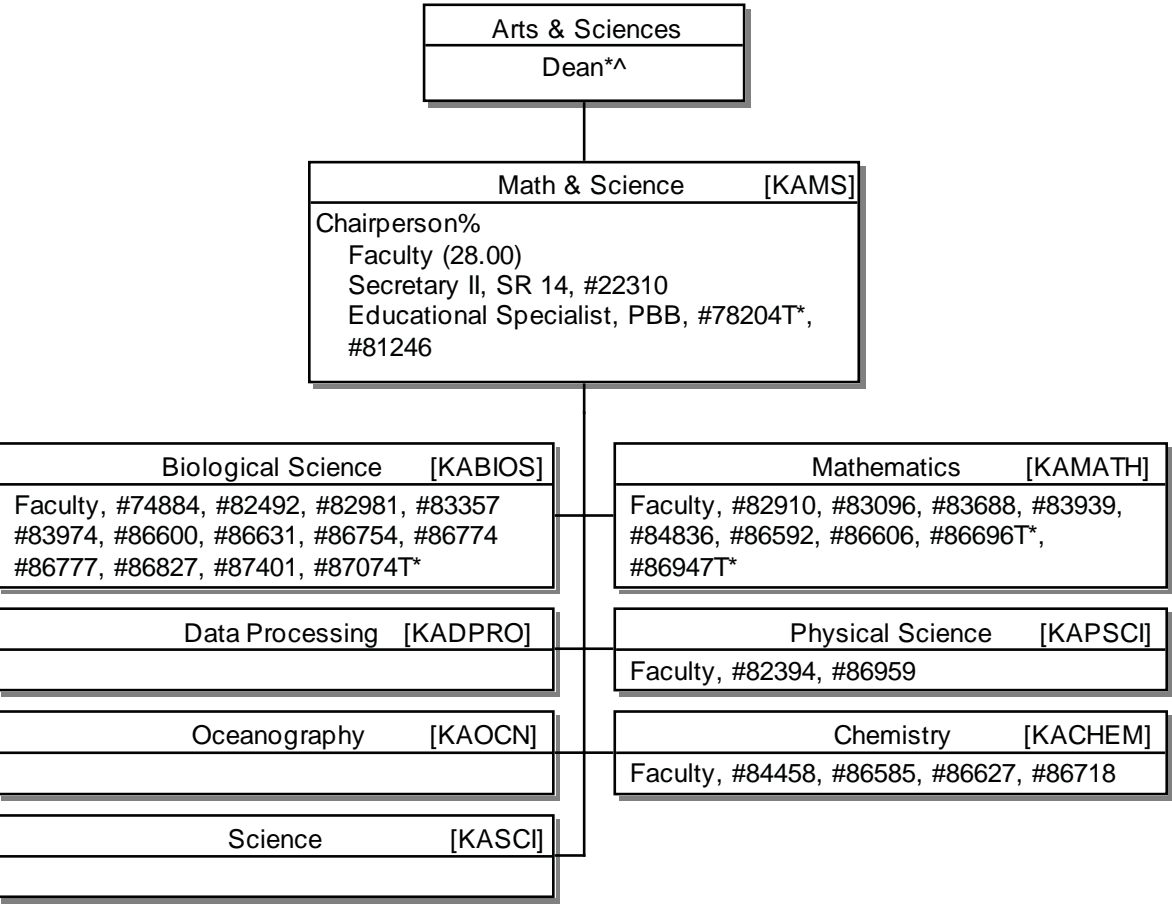 Arts & Sciences
Dean*^
Math & Science [KAMS]
Chairperson%
Faculty (28.00)
Secretary II, SR 14, #22310
Educational Specialist, PBB, #78204T*,
#81246
Biological Science [KABIOS]
Faculty, #74884, #82492, #82981, #83357
#83974, #86600, #86631, #86754, #86774
#86777, #86827, #87401, #87074T*
Mathematics [KAMATH]
Faculty, #82910, #83096, #83688, #83939,
#84836, #86592, #86606, #86696T*,
#86947T*
Data Processing [KADPRO]
Physical Science [KAPSCI]
Faculty, #82394, #86959
Oceanography [KAOCN]
Chemistry [KACHEM]
Faculty, #84458, #86585, #86627, #86718
Science [KASCI]